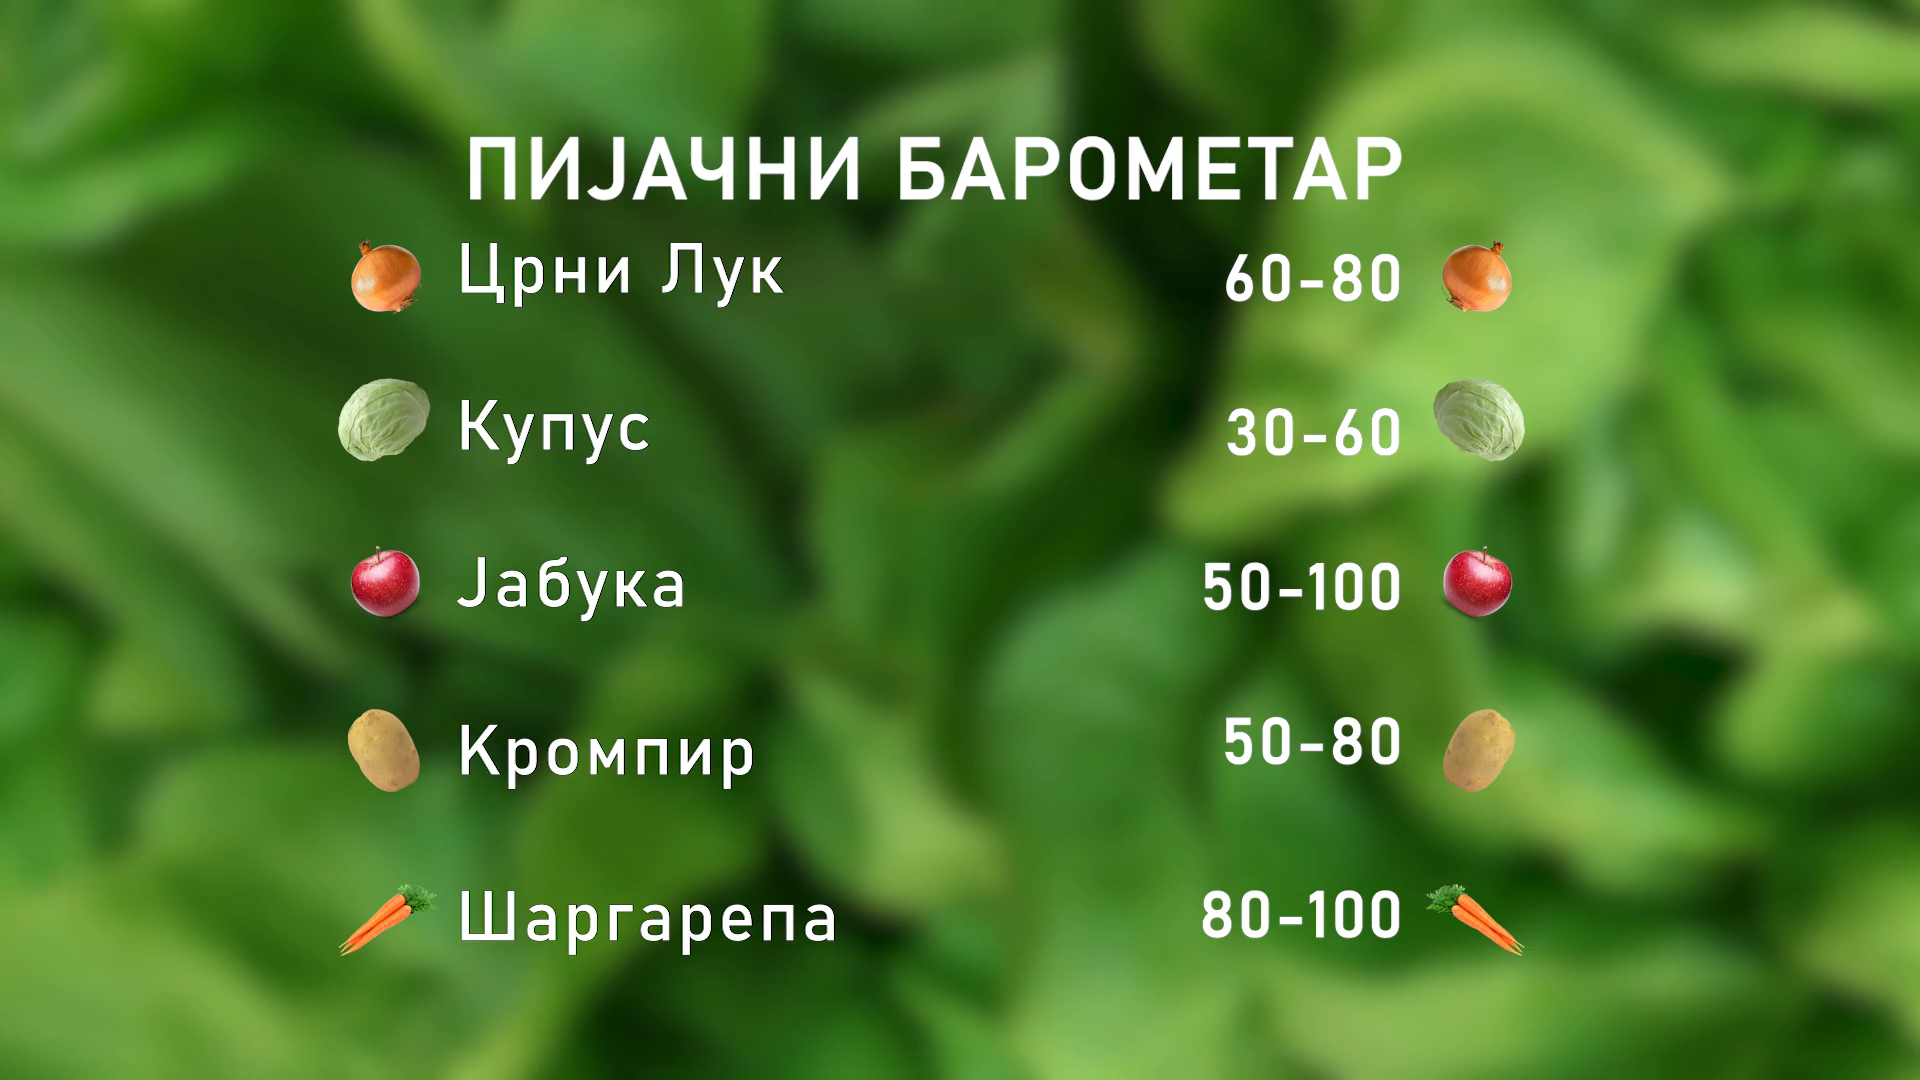 ПИЈАЧНИ БАРОМЕТАР
Црни Лук 60-80
Купус 30-60
Јабука 50-100
Кромпир 50-80
Шаргарепа 80-100